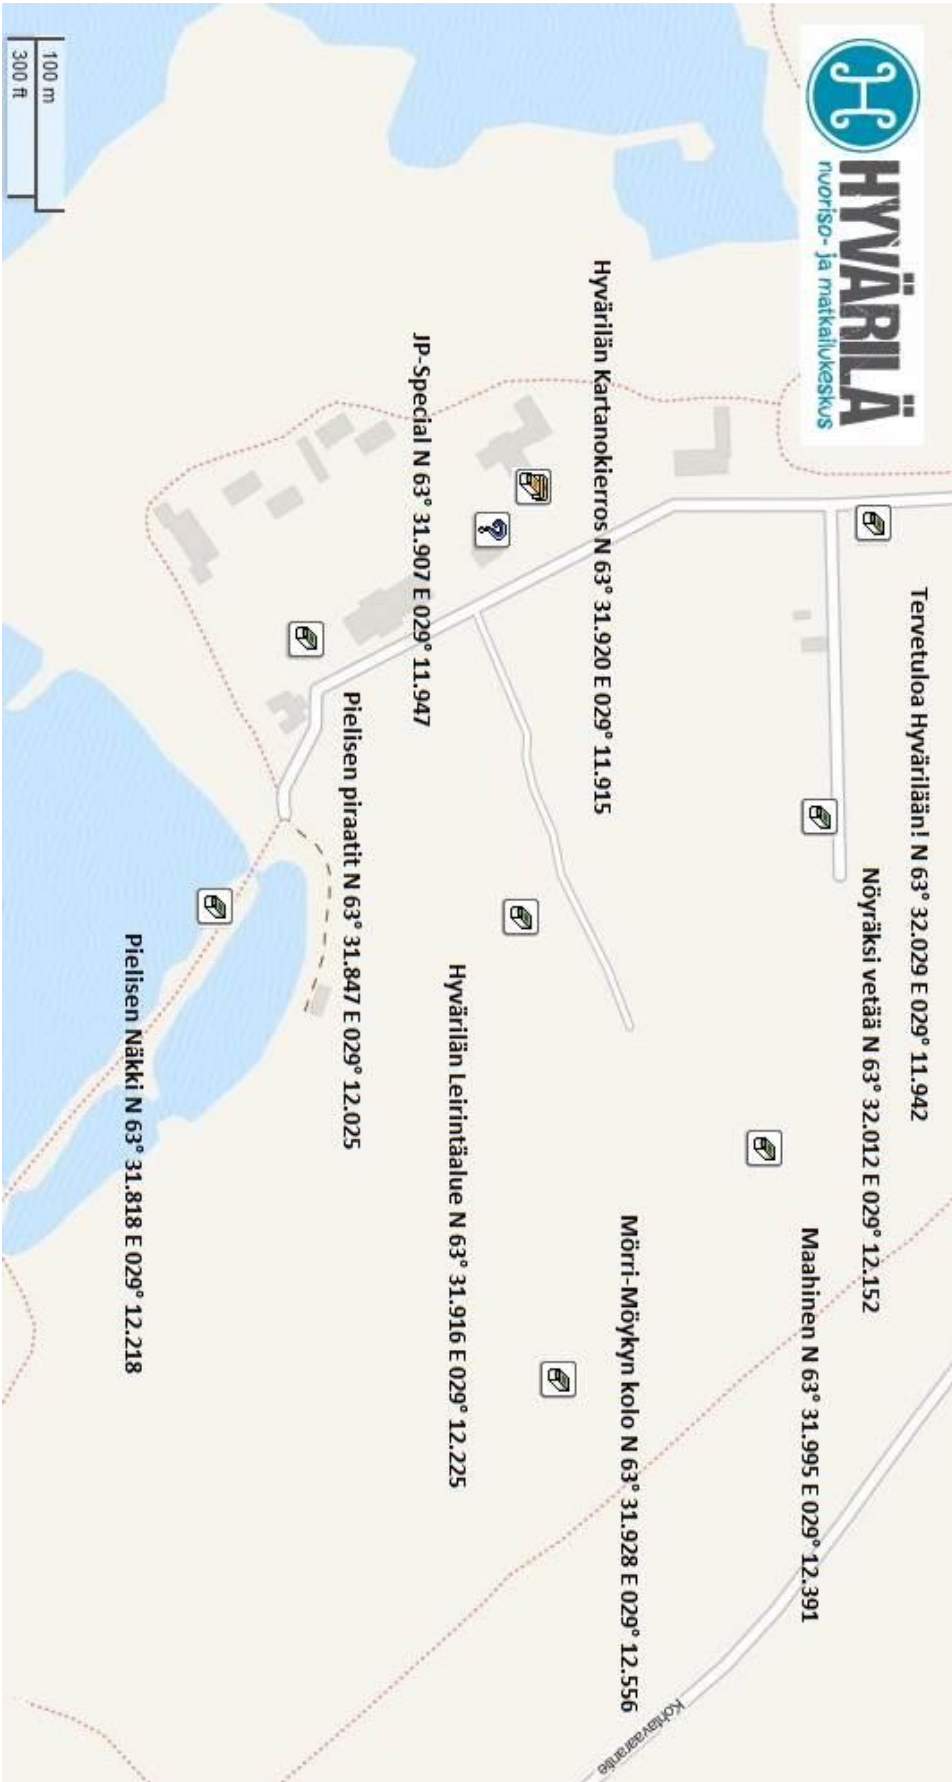 HYVÄRILÄ
nuoriso- ja matkailukeskus
Tervetuloa Hyvärilään! N 63° 32.029 E 029° 11.942
Nöyräksi vetää N 63° 32.012 E 029° 12.152
Maahinen N 63° 31.995 E 029° 12.391
Mörri-Möykyn kolo N 63° 31.928 E 029° 12.556
Hyvärilän Kartanokierros N 63° 31.920 E 029° 11.915
Hyvärilän Leirintäalue N 63° 31.916 E 029° 12.225
JP-Special N 63° 31.907 E 029° 11.947
Pielisen piraatit N 63° 31.847 E 029° 12.025
Pielisen Näkki N 63° 31.818 E 029° 12.218
Kohtavaarantie
100 m
300 ft